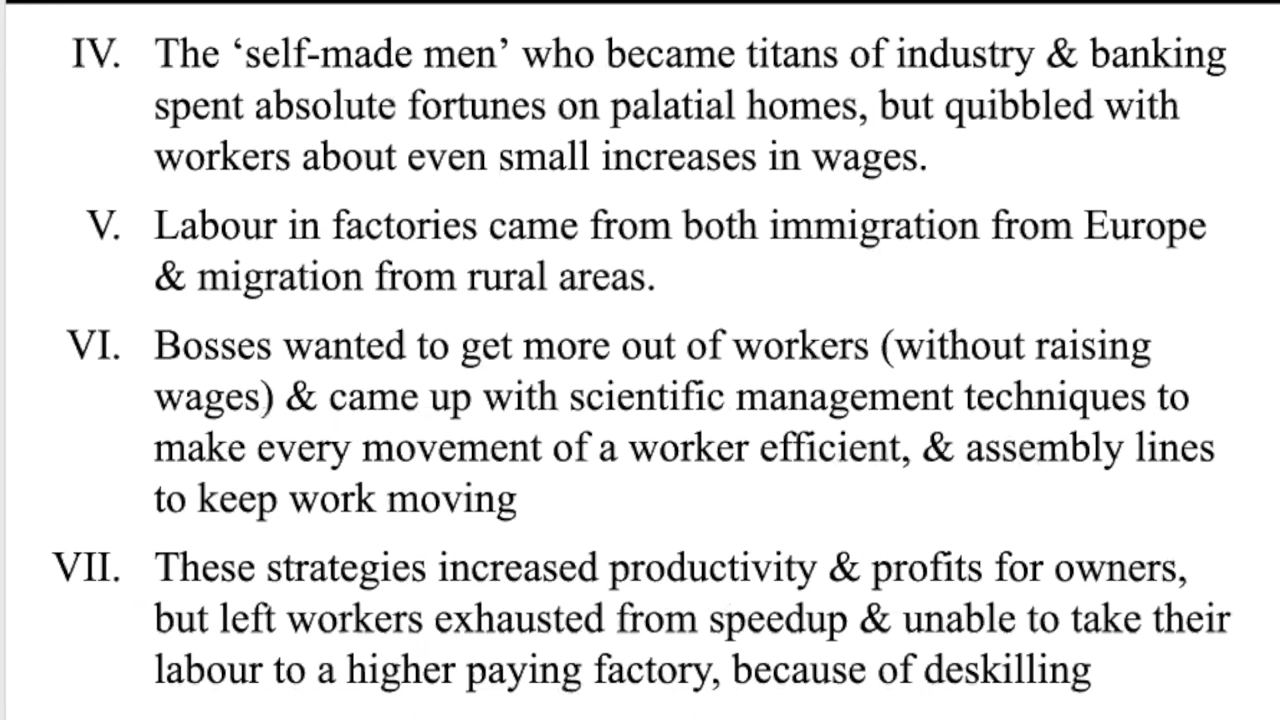 IV. The ‘self-made men’ who became titans of industry & banking
spent absolute fortunes on palatial homes, but quibbled with
workers about even small increases in wages.
V. Labour in factories came from both immigration from Europe
& migration from rural areas.
VI. Bosses wanted to get more out of workers (without raising
wages) & came up with scientific management techniques to
make every movement of a worker efficient, & assembly lines
to keep work moving
VII. These strategies increased productivity & profits for owners,
but left workers exhausted from speedup & unable to take their
labour to a higher paying factory, because of deskilling